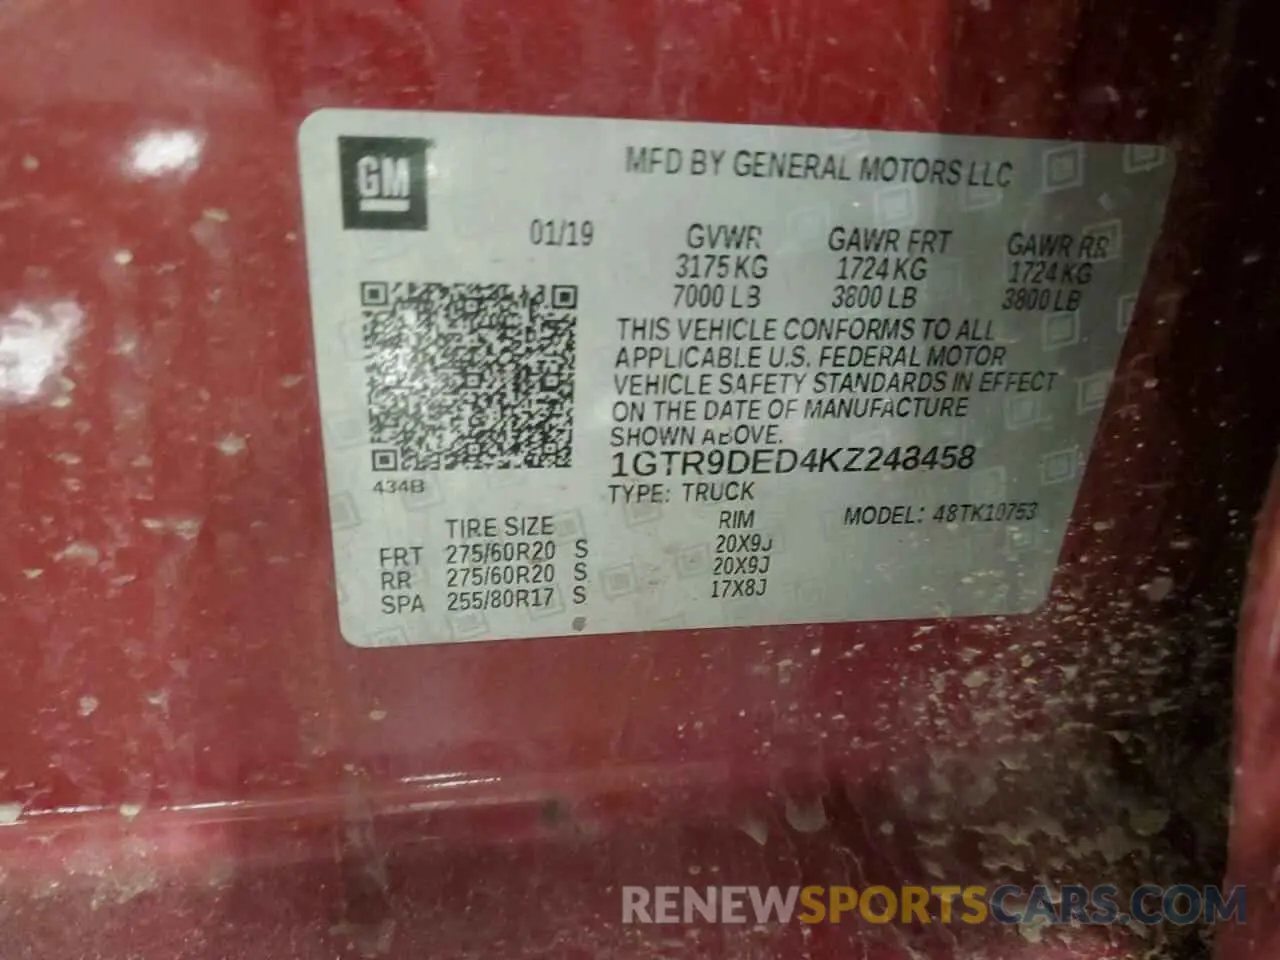 GM
MFD BY GENERAL MOTORS LLC
01/19 GVWR GAWR FRT GAWR RR
3175 KG 1724 KG 1724 KG
7000 LB 3800 LB 3800 LB
THIS VEHICLE CONFORMS TO ALL
APPLICABLE U.S. FEDERAL MOTOR
VEHICLE SAFETY STANDARDS IN EFFECT
ON THE DATE OF MANUFACTURE
SHOWN ABOVE.
1GTR9DED4KZ248458
434B
TYPE: TRUCK
MODEL: 48TK10753
TIRE SIZE RIM
FRT 275/60R20 S 20X9J
RR 275/60R20 S 20X9J
SPA 255/80R17 S 17X8J
RENEWSPORTSCARS.COM